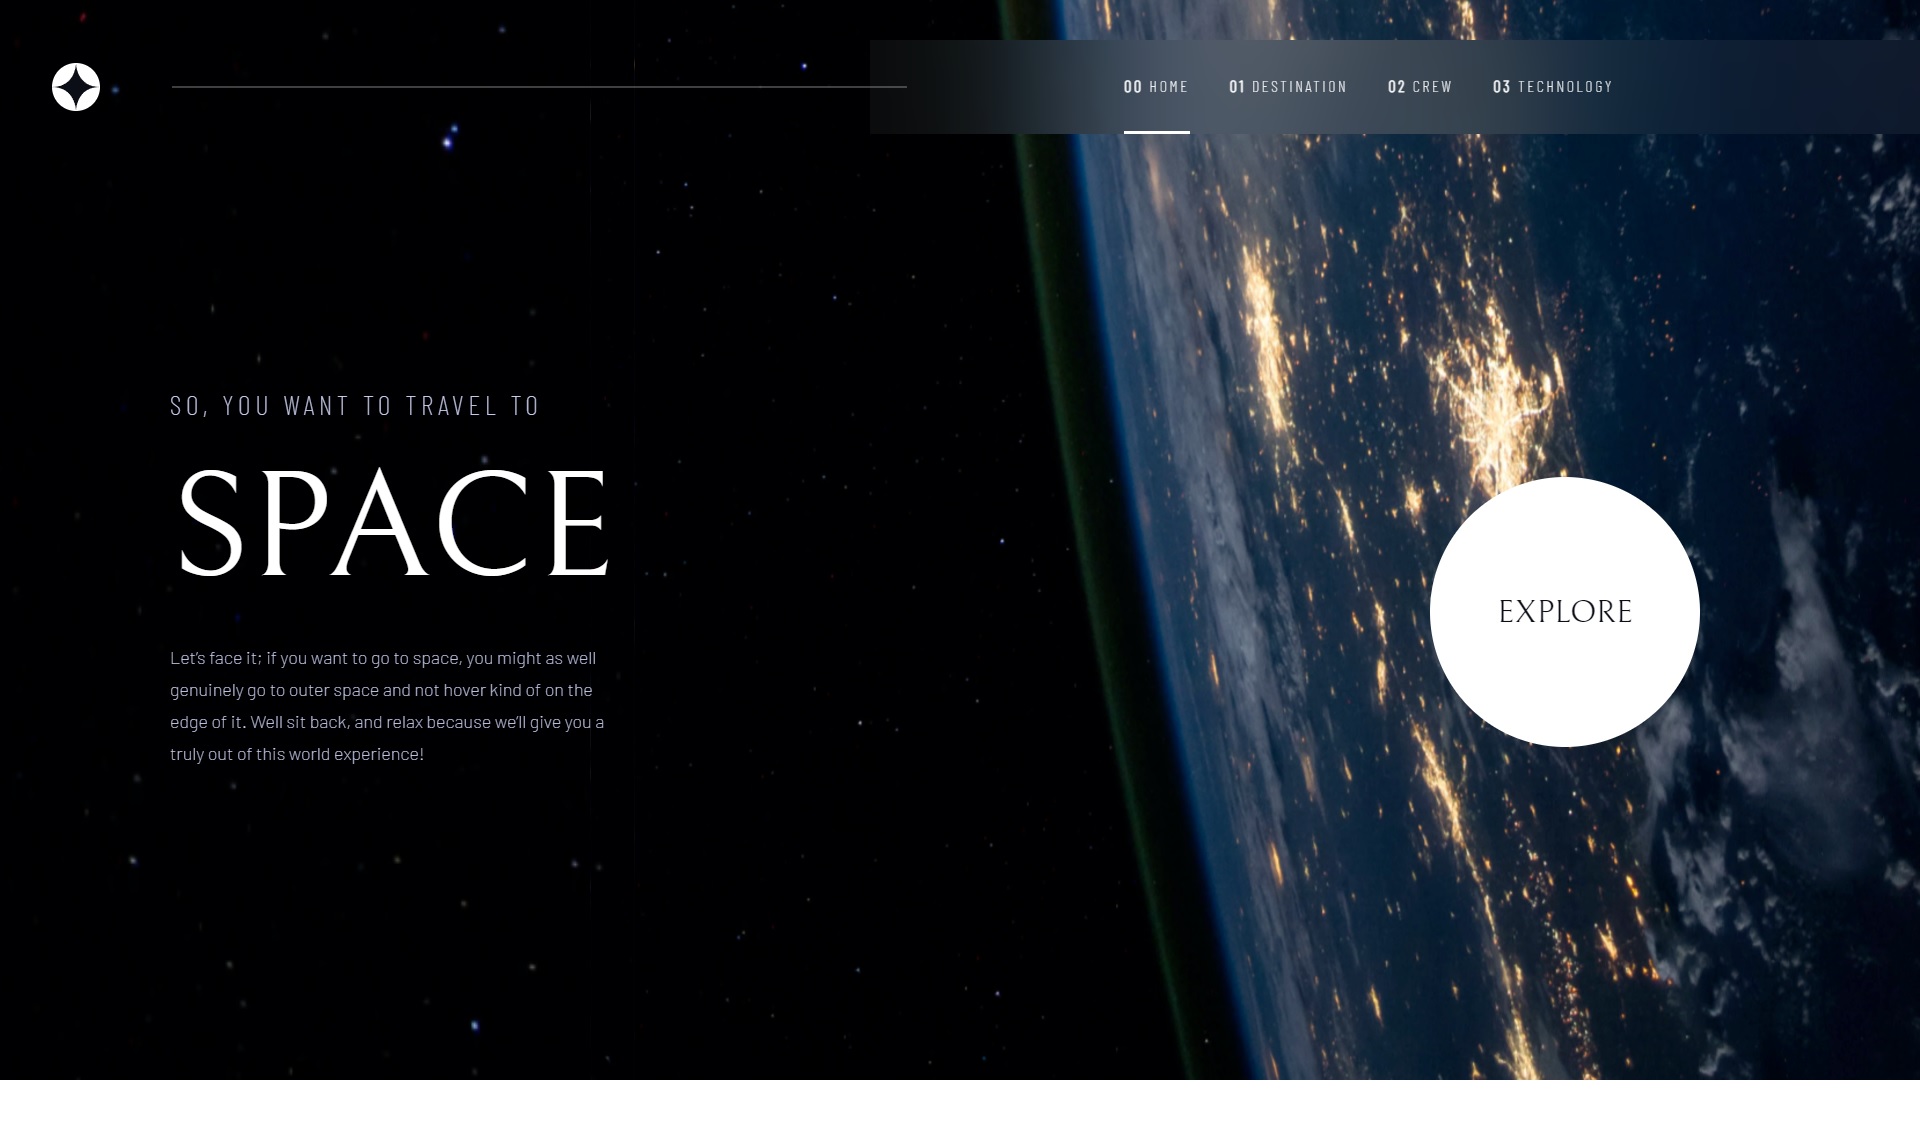 00 HOME 01 DESTINATION 02 CREW 03 TECHNOLOGY
SO, YOU WANT TO TRAVEL TO
SPACE
Let’s face it; if you want to go to space, you might as well
genuinely go to outer space and not hover kind of on the
edge of it. Well sit back, and relax because we’ll give you a
truly out of this world experience!
EXPLORE